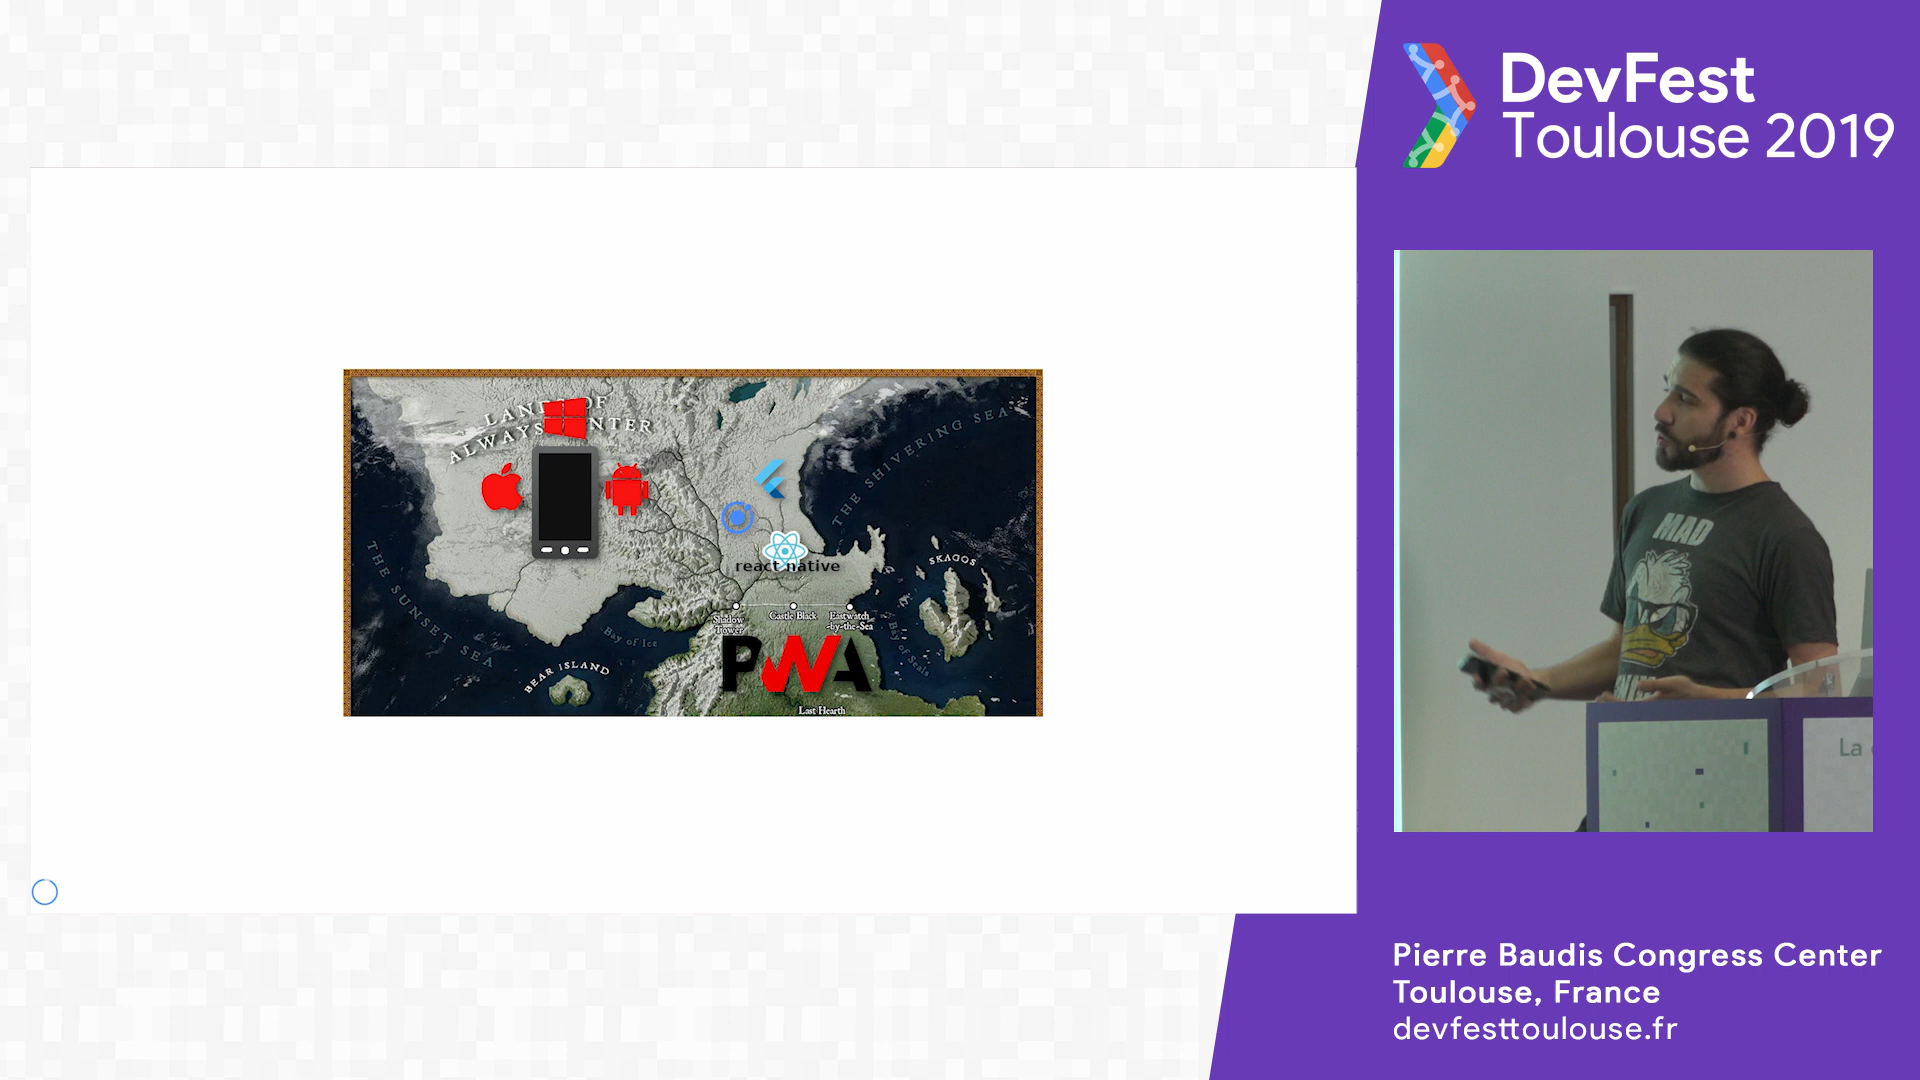 DevFest
Toulouse 2019
LAND OF
ALWAYS WINTER
THE SHIVERING SEA
THE SUNSET SEA
SKAGOS
react native
Shadow
Tower
Castle Black
Eastwatch
-by-the-Sea
Bay of Ice
Bay of Seals
BEAR ISLAND
PWA
Last Hearth
MAD
La
Pierre Baudis Congress Center
Toulouse, France
devfesttoulouse.fr